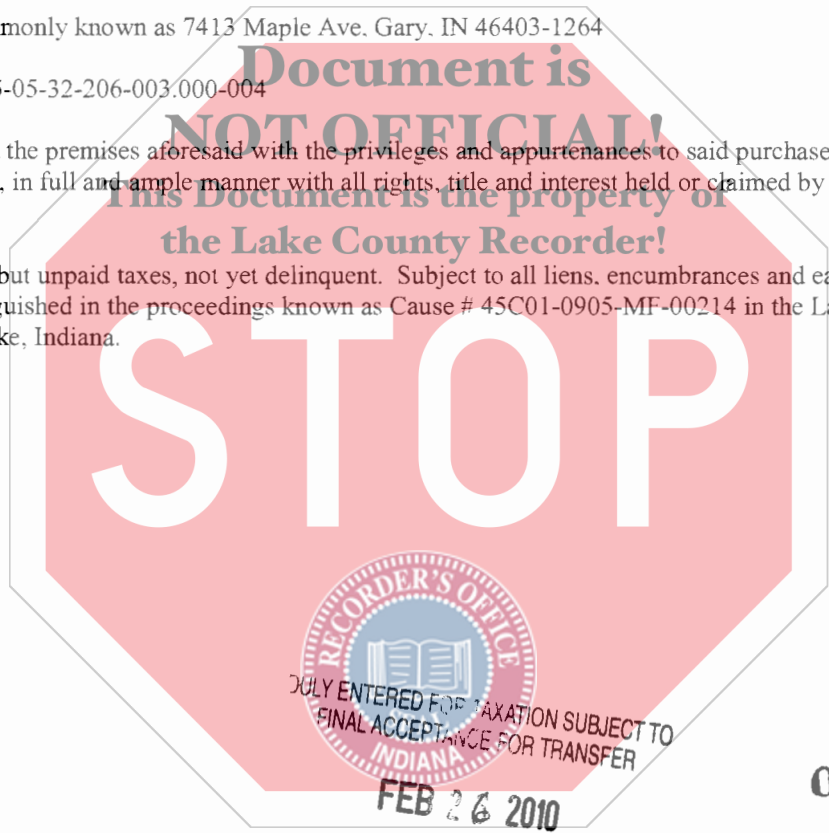 monly known as 7413 Maple Ave. Gary. IN 46403-1264
Document is
-05-32-206-003.000-004
NOT OFFICIAL!
the premises aforesaid with the privileges and appurtenances to said purchase
, in full and ample manner with all rights, title and interest held or claimed by
This Document is the property of
the Lake County Recorder!
but unpaid taxes, not yet delinquent. Subject to all liens, encumbrances and ea
uished in the proceedings known as Cause # 45C01-0905-MF-00214 in the La
ke, Indiana.
STOP
RECORDER'S OFFICE
DULY ENTERED FOR TAXATION SUBJECT TO
FINAL ACCEPTANCE FOR TRANSFER
INDIANA
FEB 26 2010